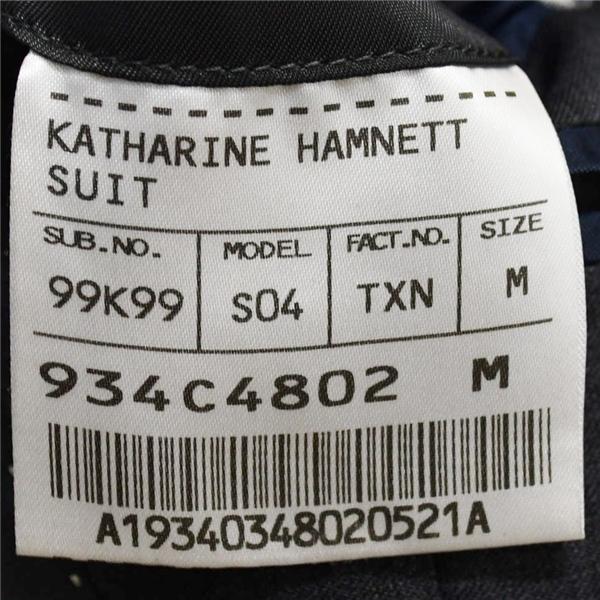 KATHARINE HAMNETT
SUIT
SUB.NO. MODEL FACT.NO. SIZE
99K99 S04 TXN M
934C4802 M
A19340348020521A